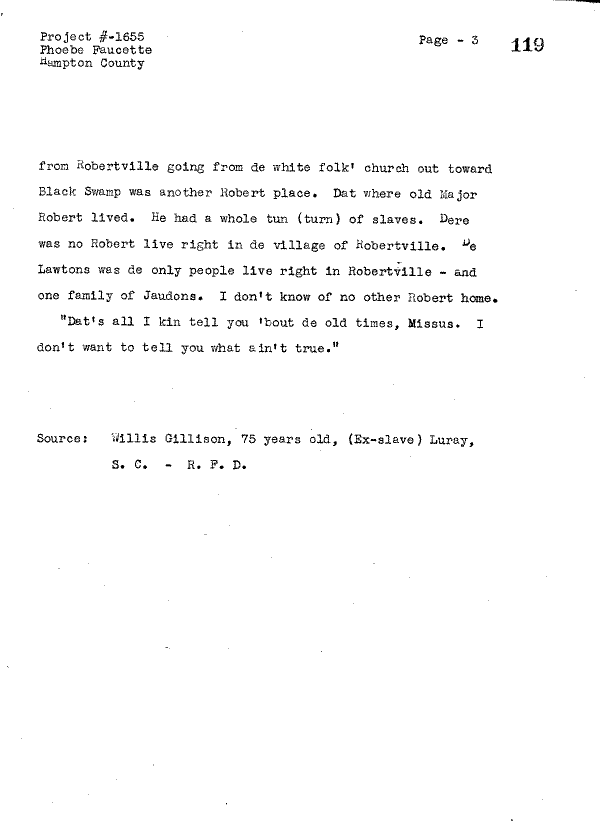 Project #-1655
Phoebe Faucette
Hampton County
Page - 3
119
from Robertville going from de white folk' church out toward
Black Swamp was another Robert place. Dat where old Major
Robert lived. He had a whole tun (turn) of slaves. Dere
was no Robert live right in de village of Robertville. De
Lawtons was de only people live right in Robertville - and
one family of Jaudons. I don't know of no other Robert home.
"Dat's all I kin tell you 'bout de old times, Missus. I
don't want to tell you what ain't true."
Source: Willis Gillison, 75 years old, (Ex-slave) Luray,
S. C. - R. F. D.